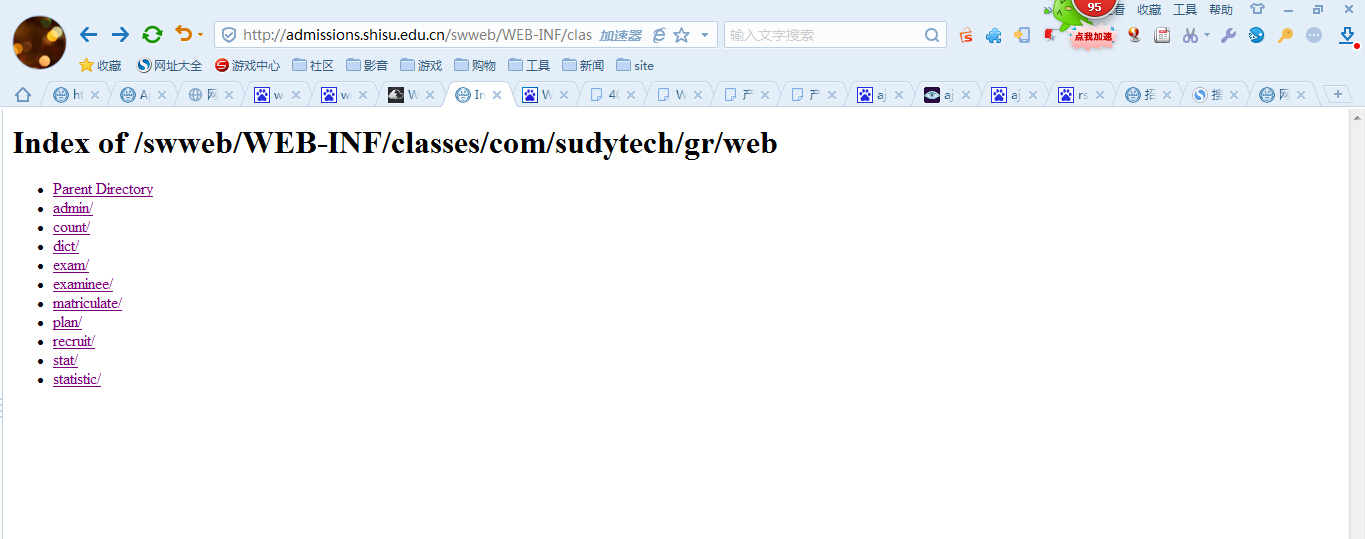 95
看 收藏 工具 帮助
http://admissions.shisu.edu.cn/swweb/WEB-INF/clas 加速器 输入文字搜索 点我加速
收藏 网址大全 游戏中心 社区 影音 游戏 购物 工具 新闻 site
ht A 网 we we W In W 40 W 产 产 aj aj aj rs 招 搜 网
Index of /swweb/WEB-INF/classes/com/sudytech/gr/web
Parent Directory
admin/
count/
dict/
exam/
examinee/
matriculate/
plan/
recruit/
stat/
statistic/